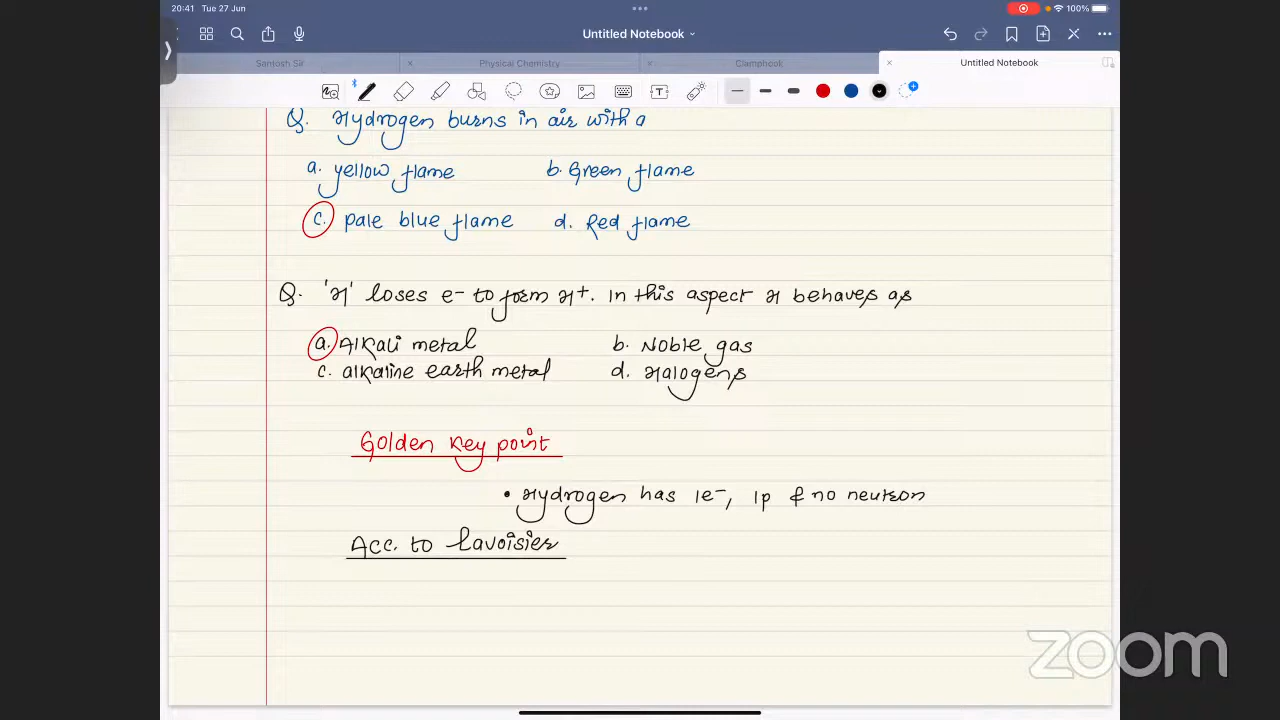 20:41 Tue 27 Jun
100%
Untitled Notebook
Santosh Sir
Physical Chemistry
Clampbook
Untitled Notebook
Q. Hydrogen burns in air with a
a. yellow flame b. Green flame
c. pale blue flame d. Red flame
Q. 'H' loses e- to form H+. In this aspect H behaves as
a. Alkali metal b. Noble gas
c. alkaline earth metal d. Halogens
Golden Key point
• Hydrogen has 1e-, 1p & no neutron
Acc. to Lavoisier
zoom